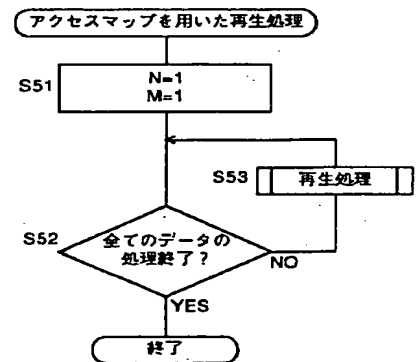 アクセスマップを用いた再生処理
S51
N=1
M=1
S53
再生処理
S52
全てのデータの
処理終了?
NO
YES
終了